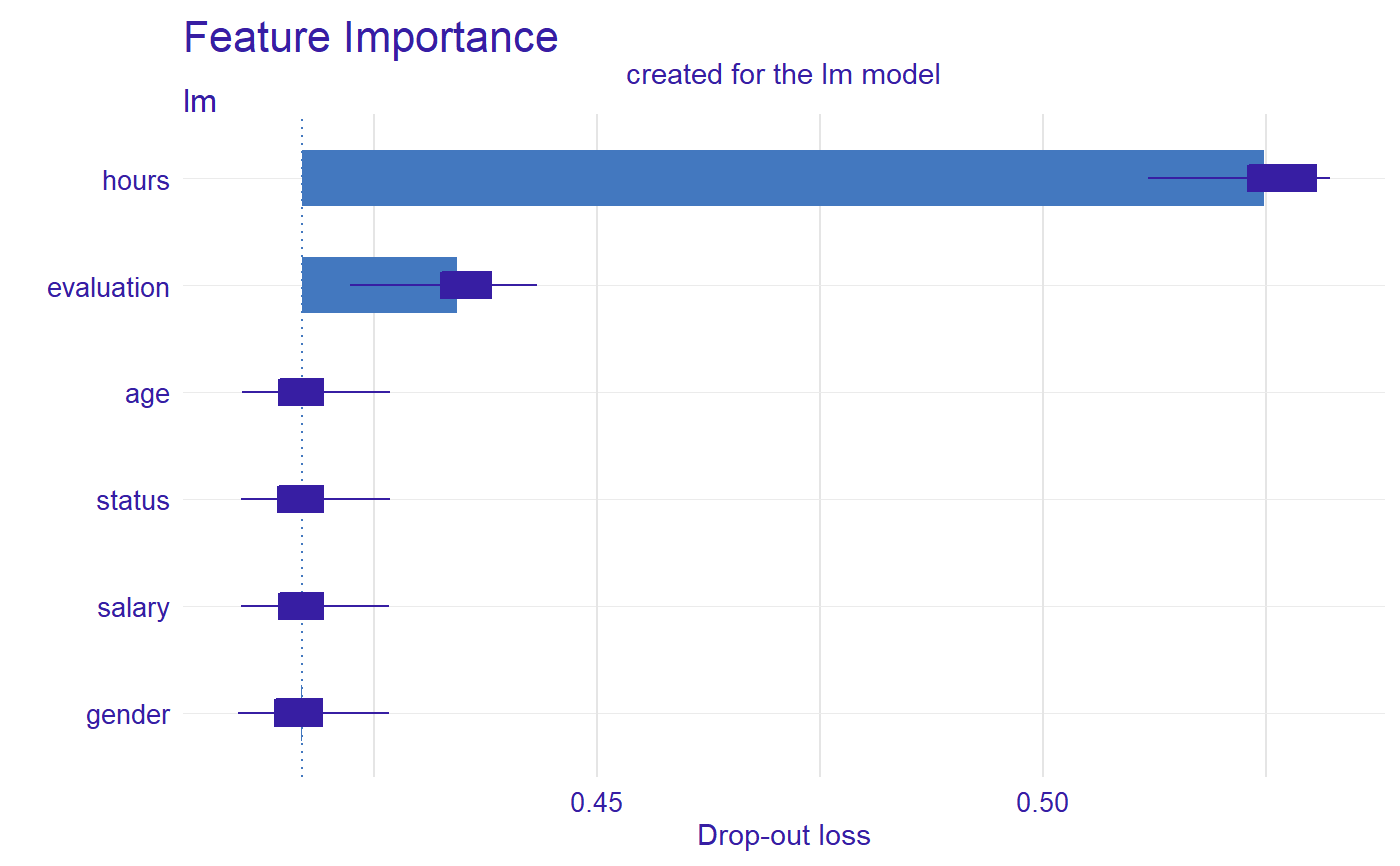 Feature Importance
created for the lm model
lm
hours
evaluation
age
status
salary
gender
0.45 0.50
Drop-out loss